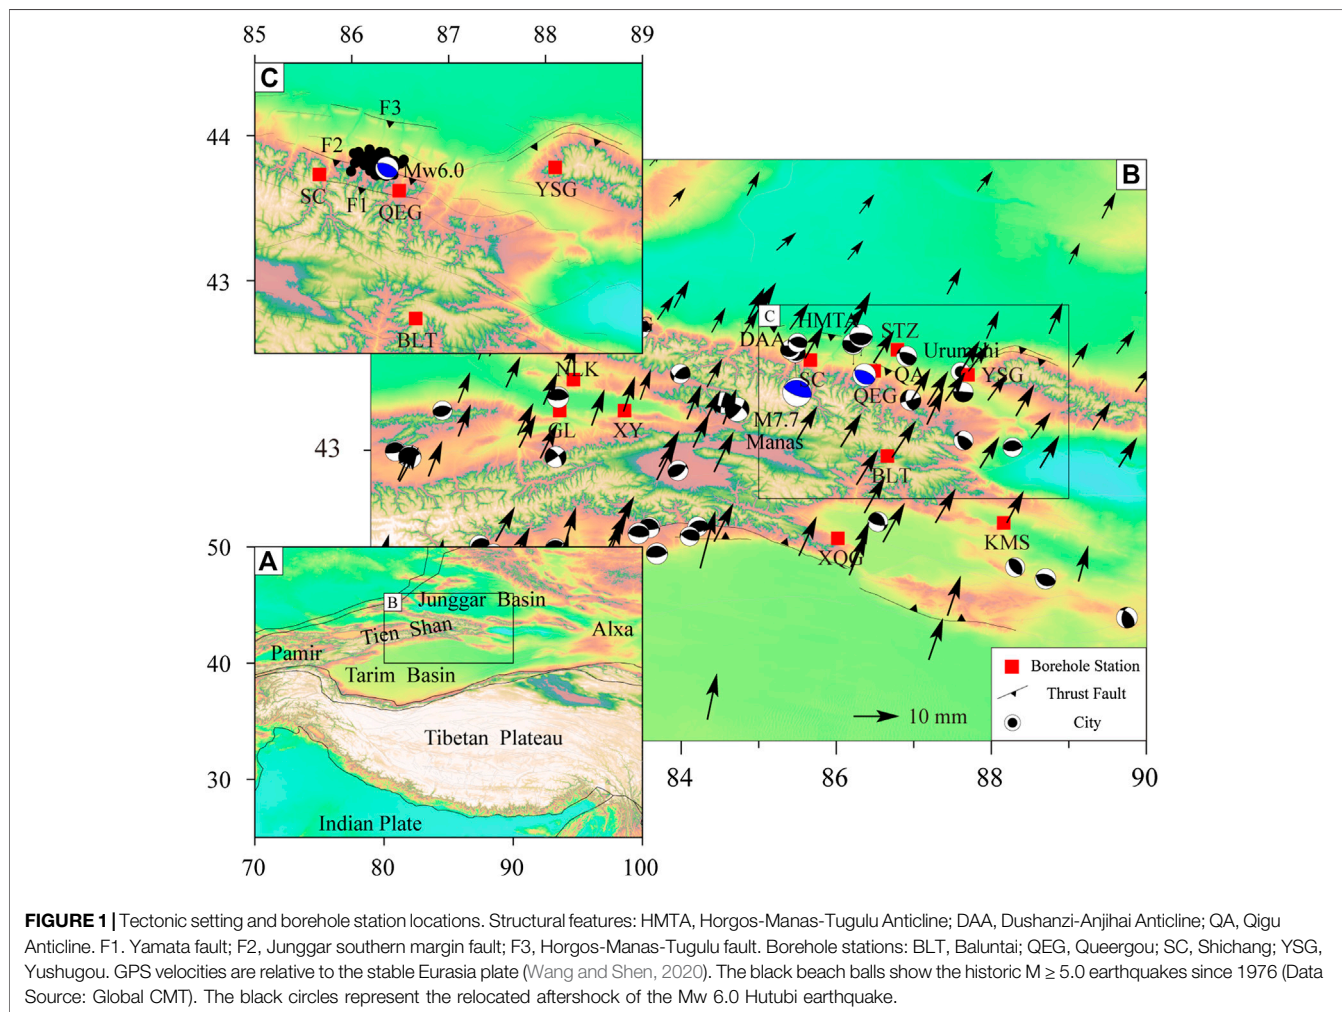 85 86 87 88 89
C
F3
44
F2
Mw6.0
YSG
SC
F1
QEG
43
BLT
B
C
HMTA
STZ
DAA
Urumqhi
NLK
SC
QA
YSG
QEG
GL
XY
M7.7
Manas
43
BLT
XQG
KMS
50
A
B
Junggar Basin
Tien Shan
Alxa
Pamir
40
Tarim Basin
Borehole Station
Thrust Fault
10 mm
City
Tibetan Plateau
84 86 88 90
30
Indian Plate
70 80 90 100
FIGURE 1 | Tectonic setting and borehole station locations. Structural features: HMTA, Horgos-Manas-Tugulu Anticline; DAA, Dushanzi-Anjihai Anticline; QA, Qigu
Anticline. F1. Yamata fault; F2, Junggar southern margin fault; F3, Horgos-Manas-Tugulu fault. Borehole stations: BLT, Baluntai; QEG, Queergou; SC, Shichang; YSG,
Yushugou. GPS velocities are relative to the stable Eurasia plate (Wang and Shen, 2020). The black beach balls show the historic M ≥ 5.0 earthquakes since 1976 (Data
Source: Global CMT). The black circles represent the relocated aftershock of the Mw 6.0 Hutubi earthquake.